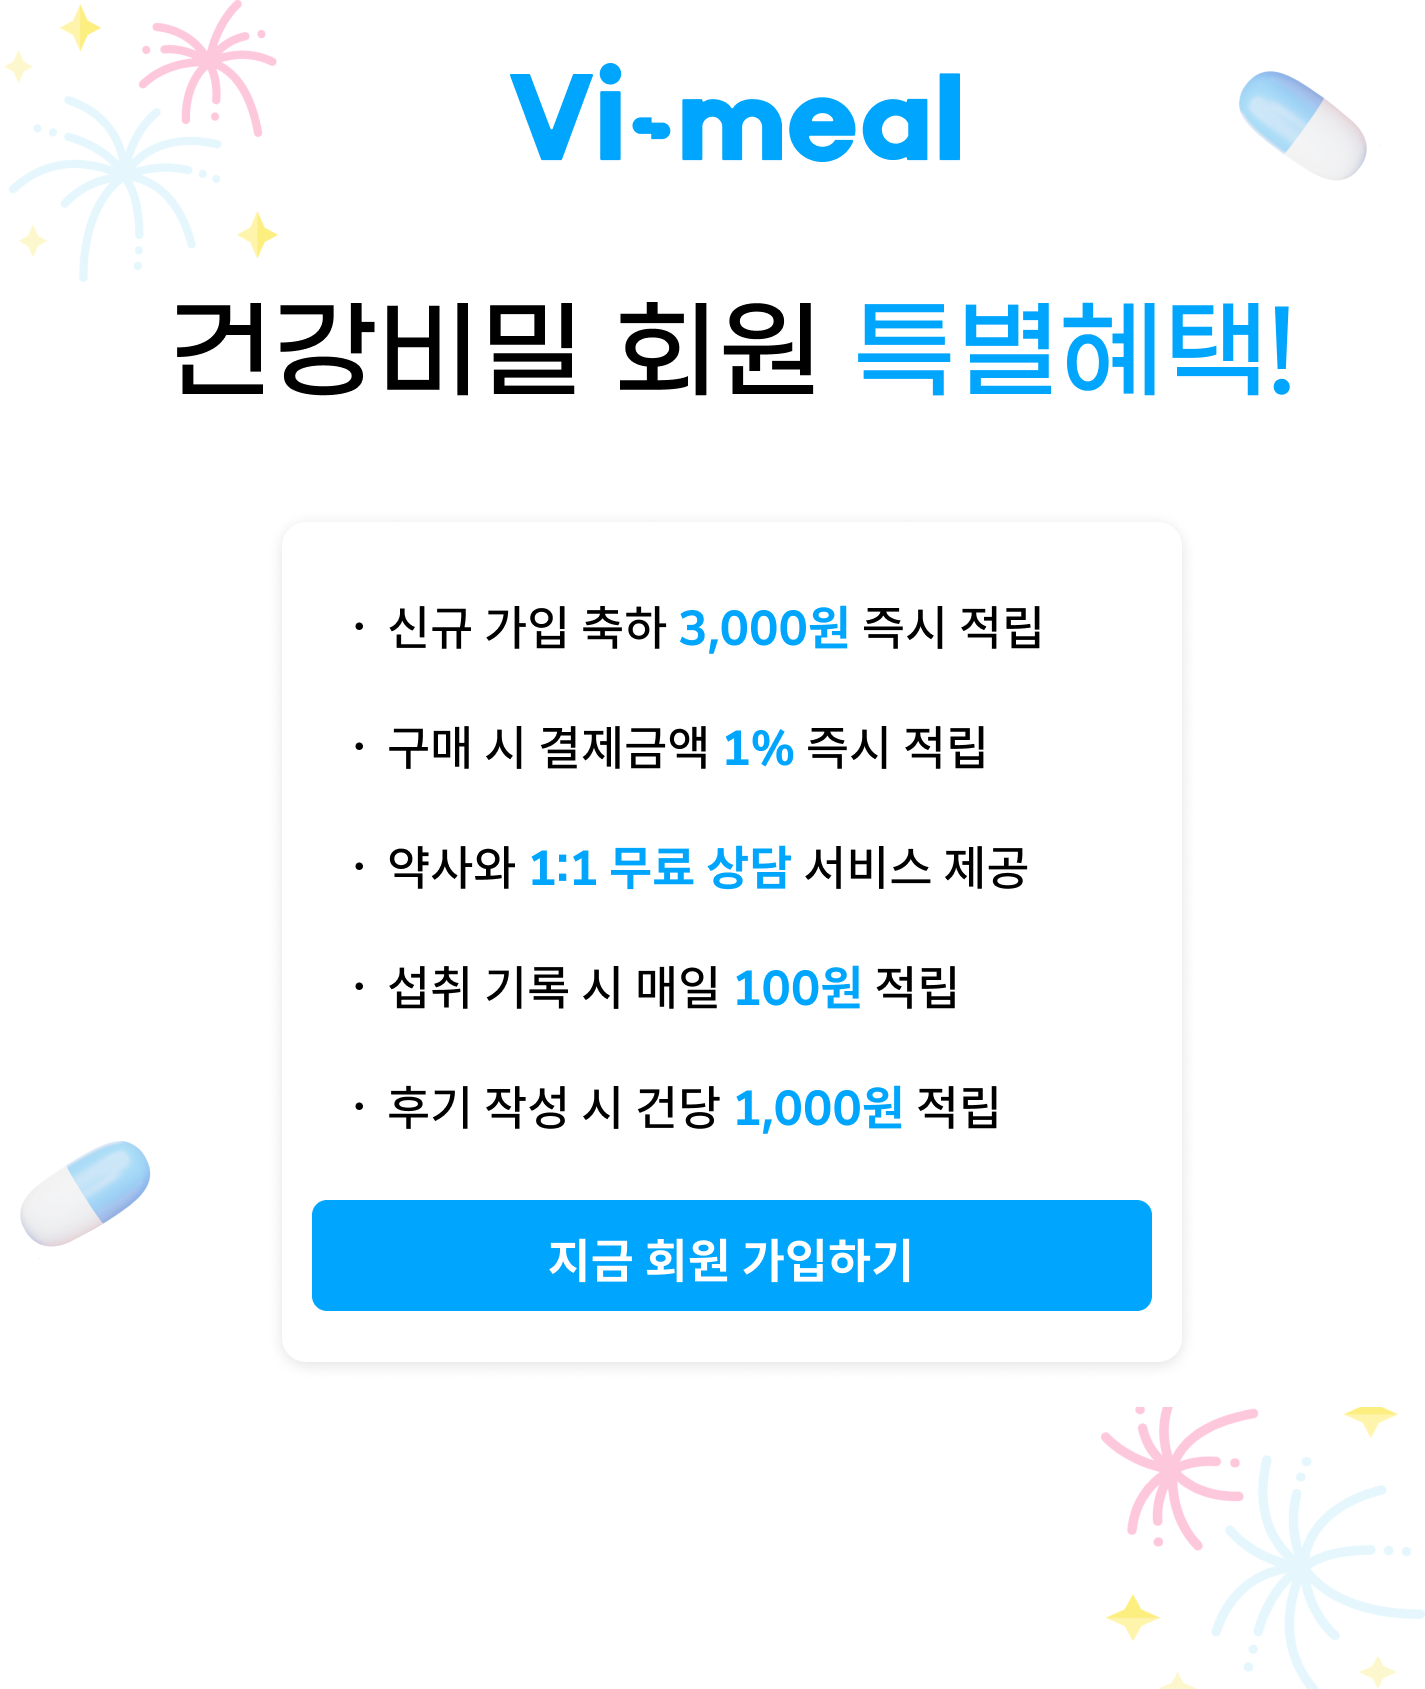 Vi-meal
건강비밀 회원 특별혜택!
· 신규 가입 축하 3,000원 즉시 적립
· 구매 시 결제금액 1% 즉시 적립
· 약사와 1:1 무료 상담 서비스 제공
· 섭취 기록 시 매일 100원 적립
· 후기 작성 시 건당 1,000원 적립
지금 회원 가입하기